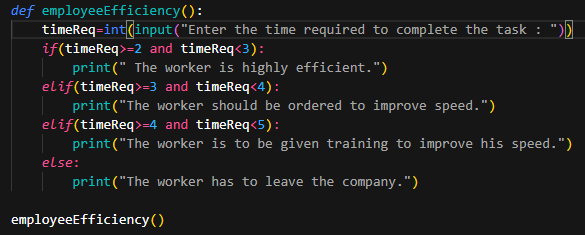 def employeeEfficiency():
    timeReq=int(input("Enter the time required to complete the task : "))
    if(timeReq>=2 and timeReq<3):
        print(" The worker is highly efficient.")
    elif(timeReq>=3 and timeReq<4):
        print("The worker should be ordered to improve speed.")
    elif(timeReq>=4 and timeReq<5):
        print("The worker is to be given training to improve his speed.")
    else:
        print("The worker has to leave the company.")
employeeEfficiency()